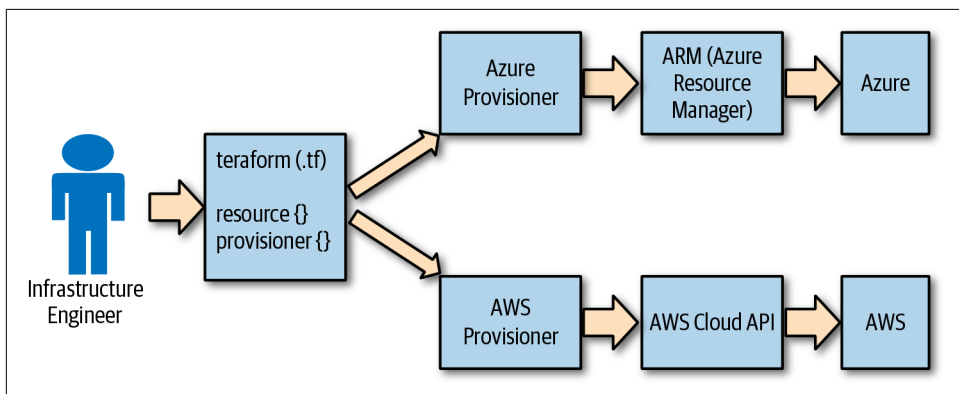 Infrastructure
Engineer
teraform (.tf)
resource {}
provisioner {}
Azure
Provisioner
ARM (Azure
Resource
Manager)
Azure
AWS
Provisioner
AWS Cloud API
AWS